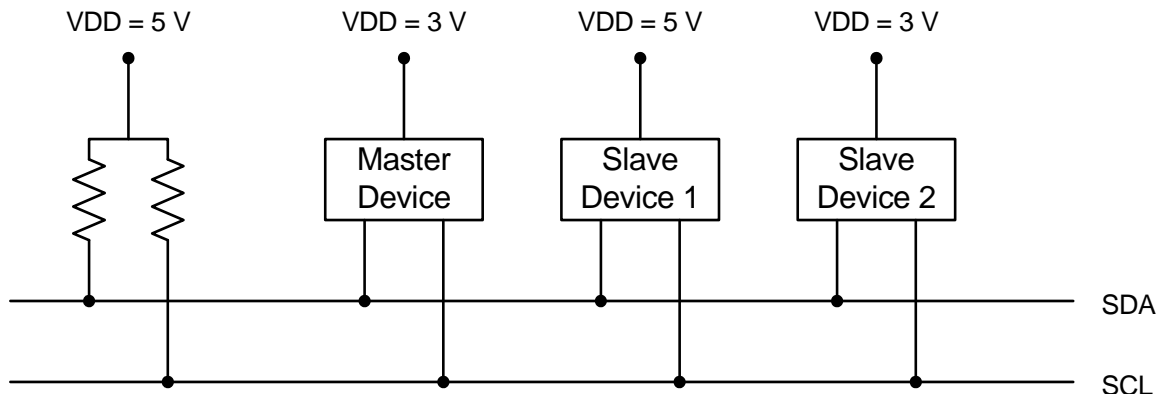 VDD = 5 V
VDD = 3 V
VDD = 5 V
VDD = 3 V
Master
Device
Slave
Device 1
Slave
Device 2
SDA
SCL